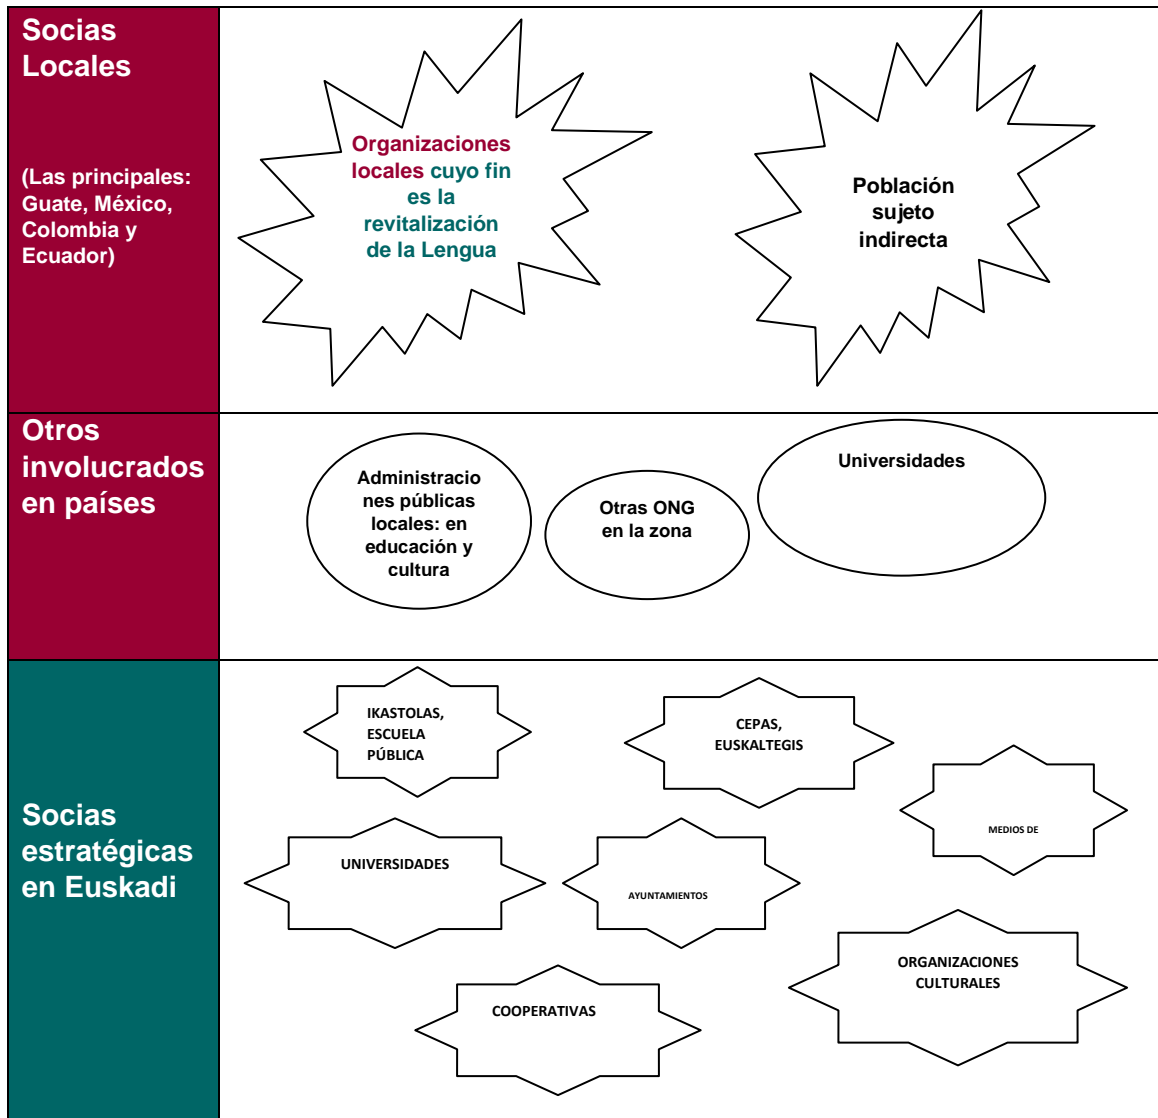 Socias
Locales
(Las principales:
Guate, México,
Colombia y
Ecuador)
Organizaciones
locales cuyo fin
es la
revitalización
de la Lengua
Población
sujeto
indirecta
Otros
involucrados
en países
Administracio
nes públicas
locales: en
educación y
cultura
Otras ONG
en la zona
Universidades
Socias
estratégicas
en Euskadi
IKASTOLAS,
ESCUELA
PÚBLICA
CEPAS,
EUSKALTEGIS
MEDIOS DE
UNIVERSIDADES
AYUNTAMIENTOS
ORGANIZACIONES
CULTURALES
COOPERATIVAS